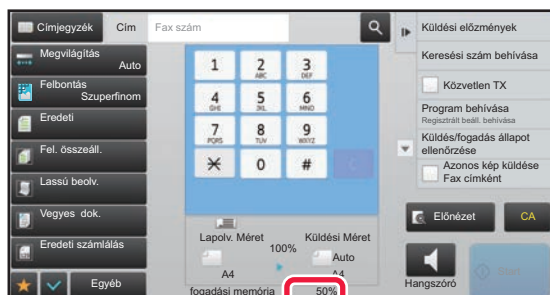 Címjegyzék
Cím
Fax szám
Megvilágítás
Auto
Felbontás
Szuperfinom
Eredeti
Fel. összeáll.
Lassú beolv.
Vegyes dok.
Eredeti számlálás
Egyéb
1
2
ABC
3
DEF
4
GHI
5
JKL
6
MNO
7
PQRS
8
TUV
9
WXYZ
0
#
Lapolv. Méret
100%
Küldési Méret
Auto
A4
A4
fogadási memória
50%
Küldési előzmények
Keresési szám behívása
Közvetlen TX
Program behívása
Regisztrált beáll. behívása
Küldés/fogadás állapot
ellenőrzése
Azonos kép küldése
Fax címként
Előnézet
CA
Hangszóró
Start